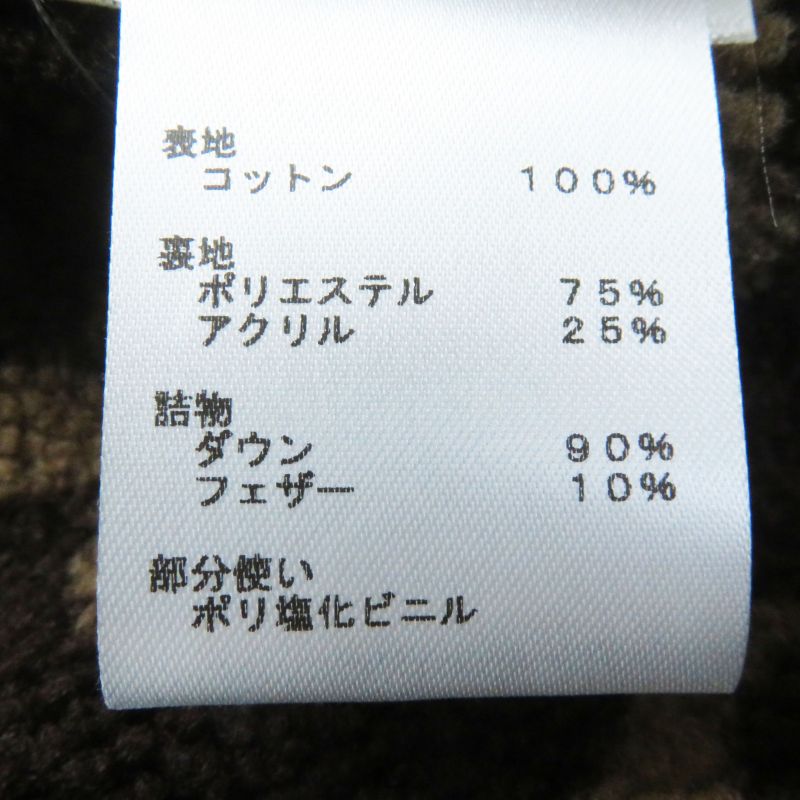 表地
コットン 100%
裏地
ポリエステル 75%
アクリル 25%
詰物
ダウン 90%
フェザー 10%
部分使い
ポリ塩化ビニル